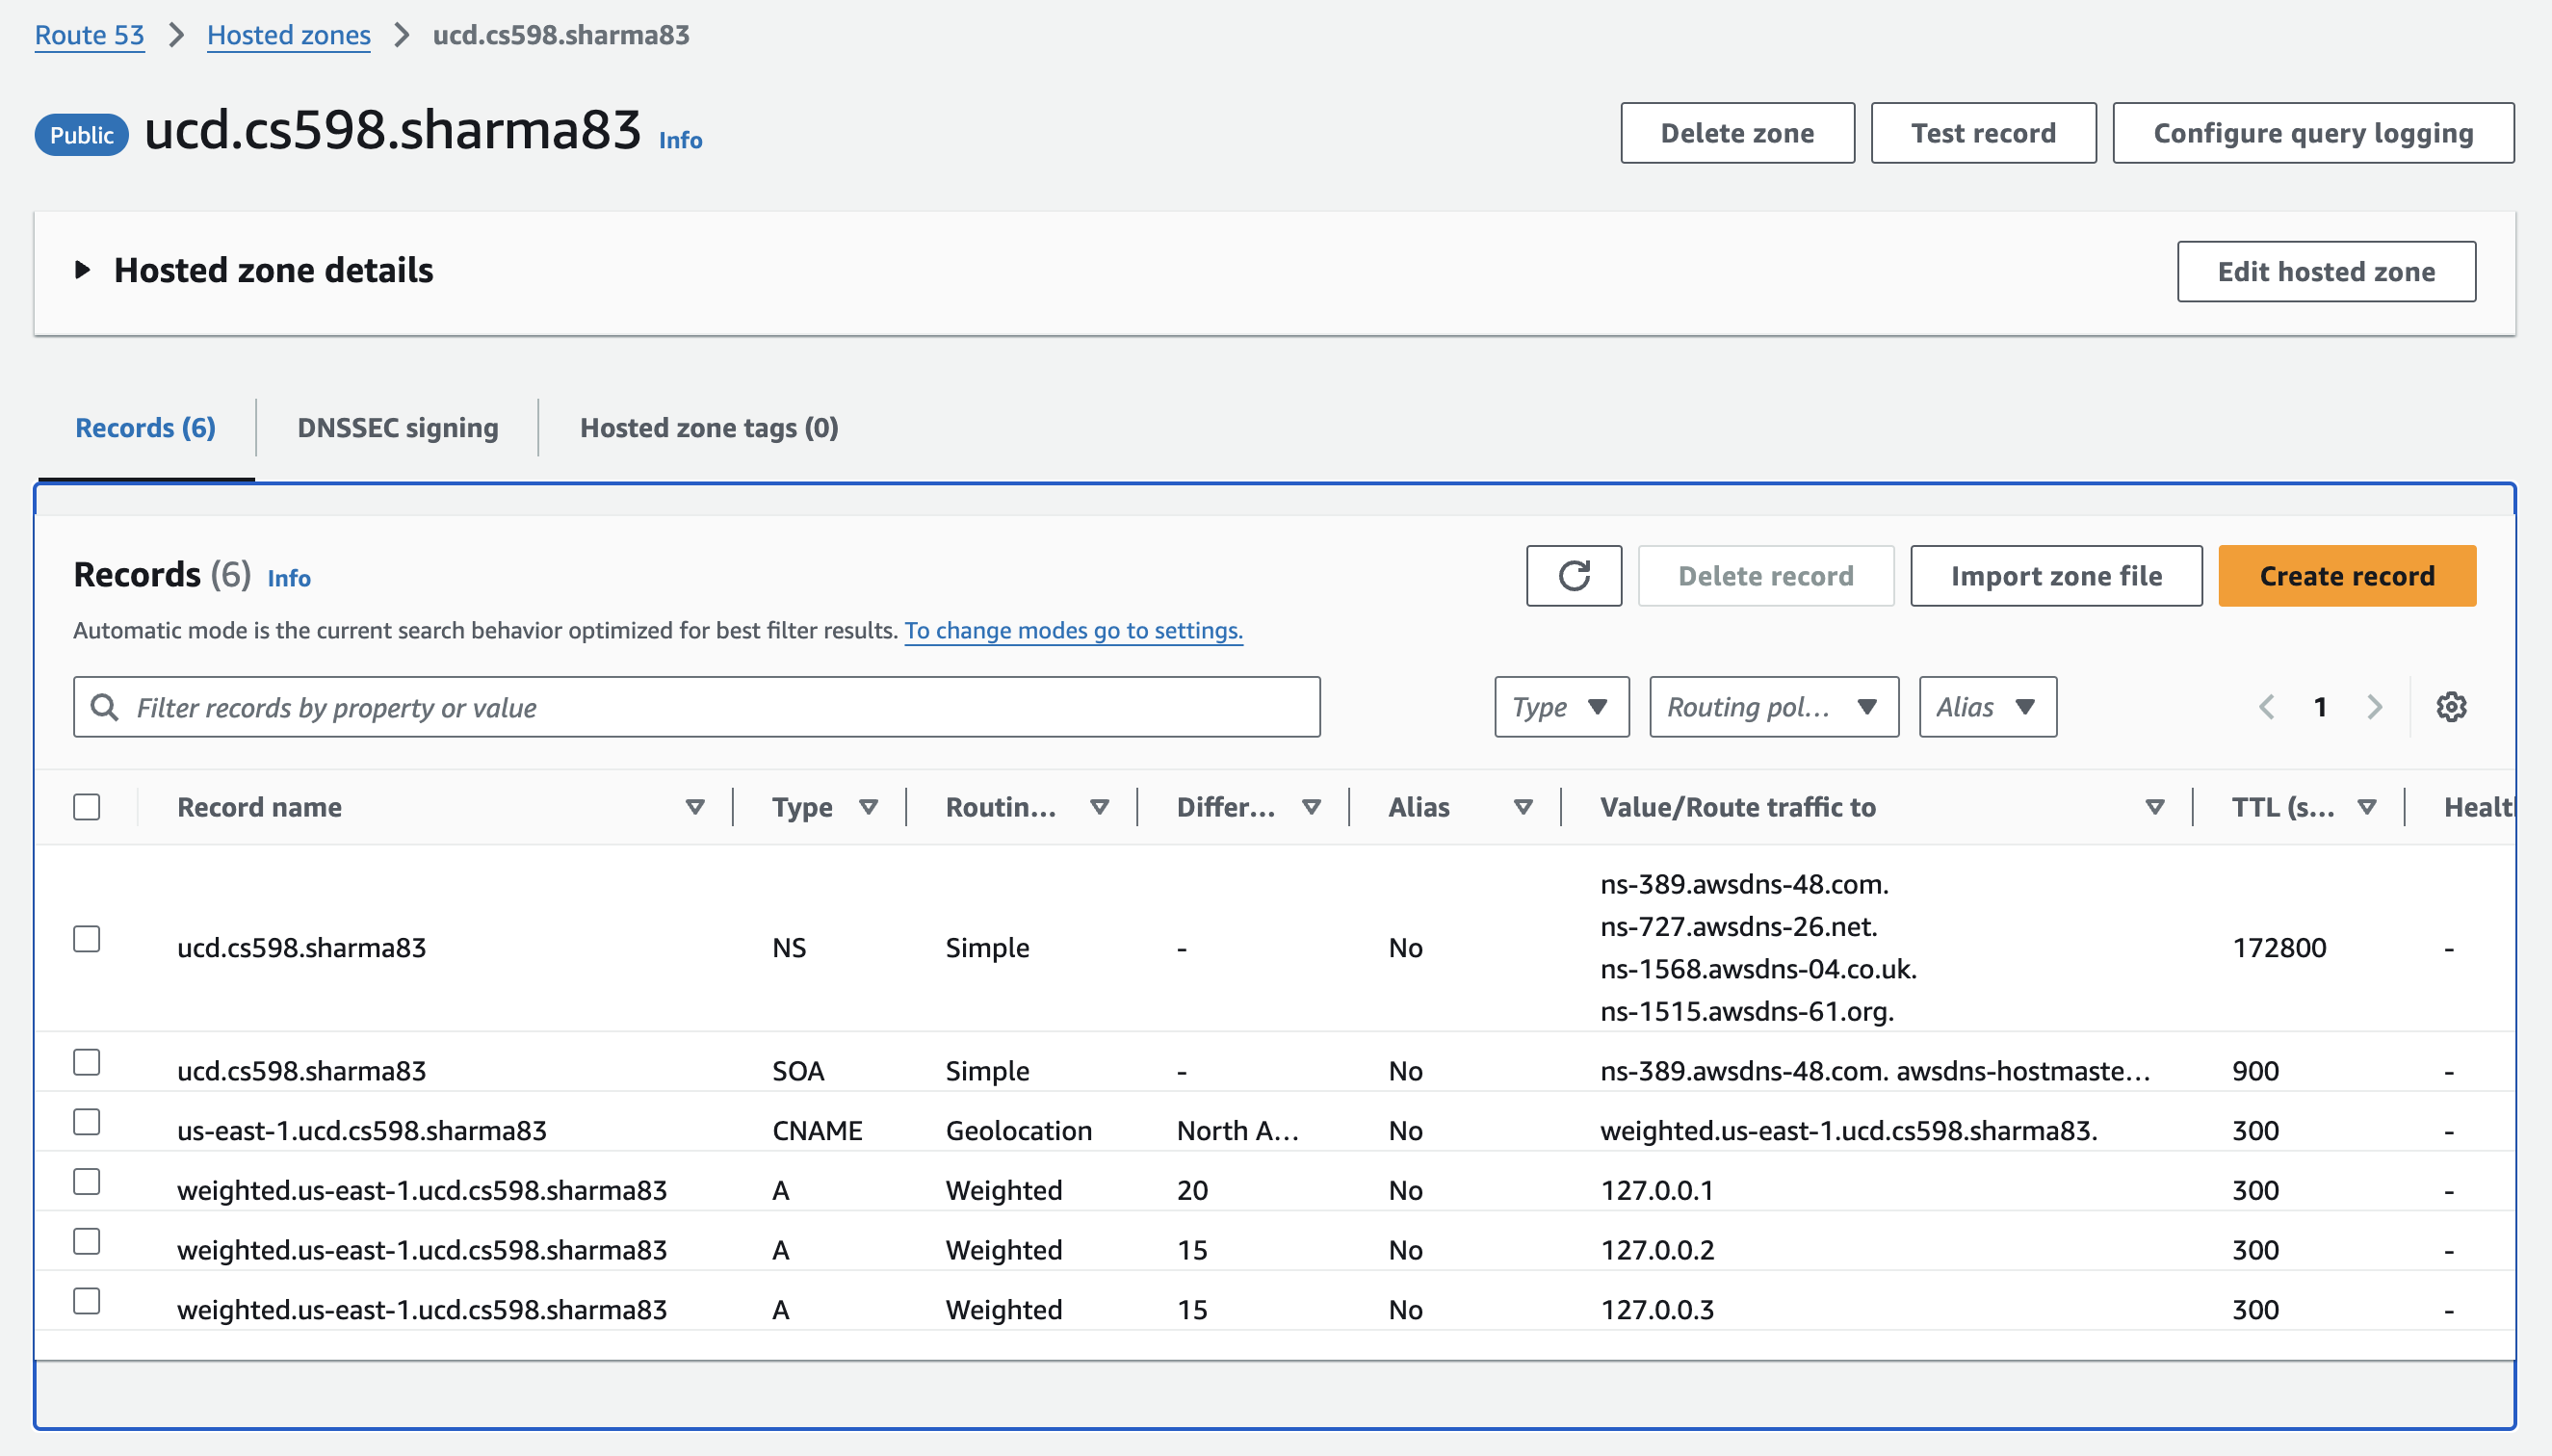 Route 53 > Hosted zones > ucd.cs598.sharma83
Public ucd.cs598.sharma83 Info
Delete zone Test record Configure query logging
Hosted zone details Edit hosted zone
Records (6) DNSSEC signing Hosted zone tags (0)
Records (6) Info
Delete record Import zone file Create record
Automatic mode is the current search behavior optimized for best filter results. To change modes go to settings.
Filter records by property or value Type Routing pol... Alias 1
Record name Type Routin... Differ... Alias Value/Route traffic to TTL (s... Healt
ns-389.awsdns-48.com.
ns-727.awsdns-26.net.
ucd.cs598.sharma83 NS Simple - No 172800 -
ns-1568.awsdns-04.co.uk.
ns-1515.awsdns-61.org.
ucd.cs598.sharma83 SOA Simple - No ns-389.awsdns-48.com. awsdns-hostmaste... 900 -
us-east-1.ucd.cs598.sharma83 CNAME Geolocation North A... No weighted.us-east-1.ucd.cs598.sharma83. 300 -
weighted.us-east-1.ucd.cs598.sharma83 A Weighted 20 No 127.0.0.1 300 -
weighted.us-east-1.ucd.cs598.sharma83 A Weighted 15 No 127.0.0.2 300 -
weighted.us-east-1.ucd.cs598.sharma83 A Weighted 15 No 127.0.0.3 300 -